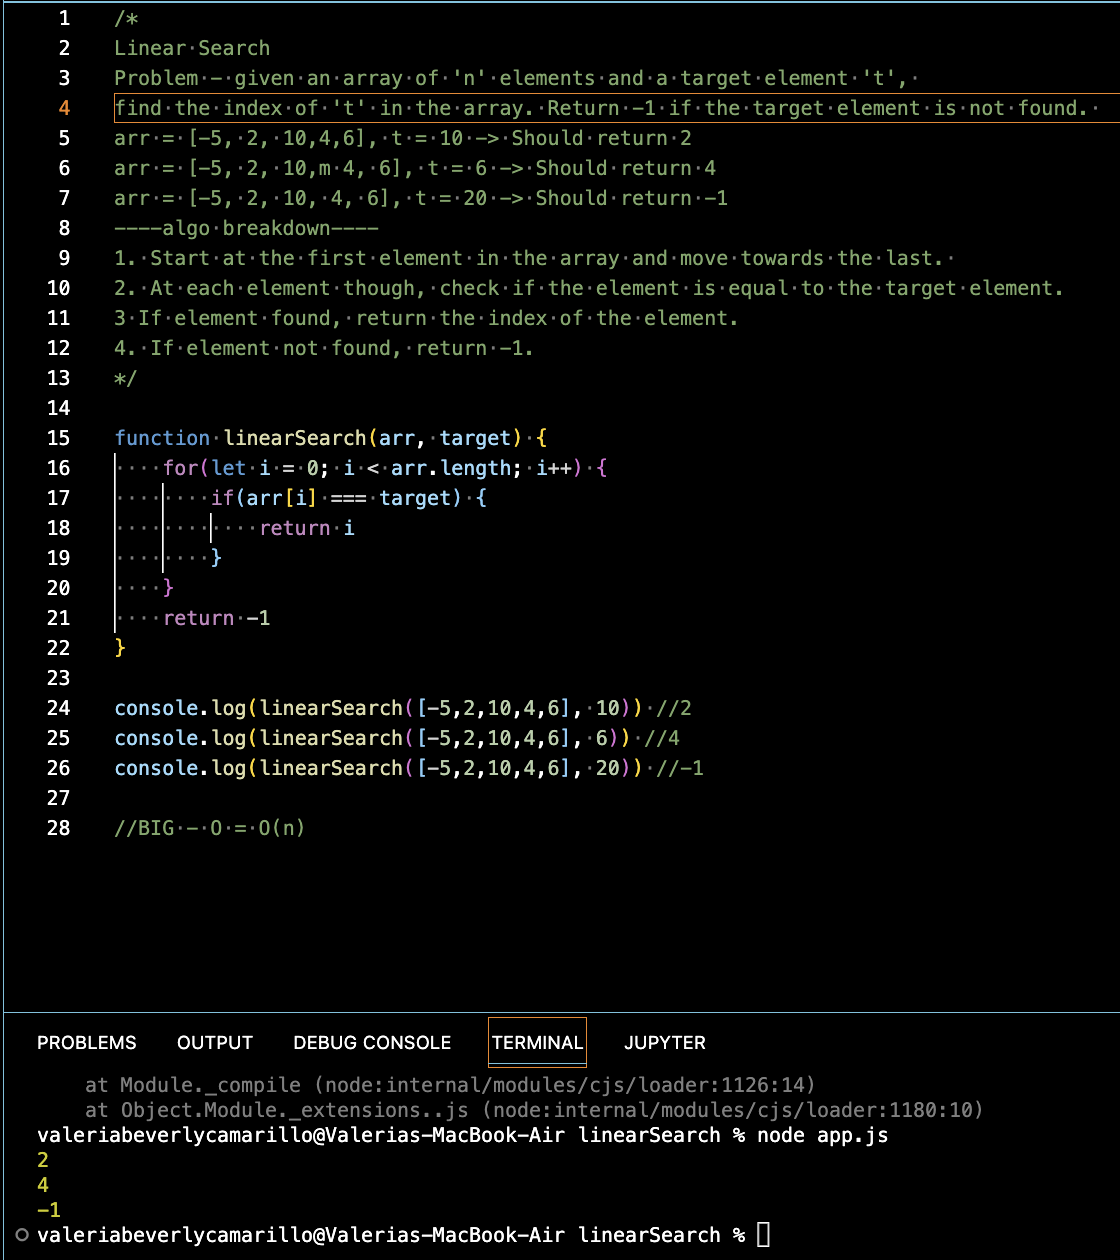 1 /*
2 Linear Search
3 Problem - given an array of 'n' elements and a target element 't',
4 find the index of 't' in the array. Return -1 if the target element is not found.
5 arr = [-5, 2, 10,4,6], t = 10 -> Should return 2
6 arr = [-5, 2, 10,m 4, 6], t = 6 -> Should return 4
7 arr = [-5, 2, 10, 4, 6], t = 20 -> Should return -1
8 ----algo breakdown----
9 1. Start at the first element in the array and move towards the last.
10 2. At each element though, check if the element is equal to the target element.
11 3 If element found, return the index of the element.
12 4. If element not found, return -1.
13 */
14
15 function linearSearch(arr, target) {
16     for(let i = 0; i < arr.length; i++) {
17         if(arr[i] === target) {
18             return i
19         }
20     }
21     return -1
22 }
23
24 console.log(linearSearch([-5,2,10,4,6], 10)) //2
25 console.log(linearSearch([-5,2,10,4,6], 6)) //4
26 console.log(linearSearch([-5,2,10,4,6], 20)) //-1
27
28 //BIG - O = O(n)
PROBLEMS OUTPUT DEBUG CONSOLE TERMINAL JUPYTER
    at Module._compile (node:internal/modules/cjs/loader:1126:14)
    at Object.Module._extensions..js (node:internal/modules/cjs/loader:1180:10)
valeriabeverlycamarillo@Valerias-MacBook-Air linearSearch % node app.js
2
4
-1
valeriabeverlycamarillo@Valerias-MacBook-Air linearSearch %